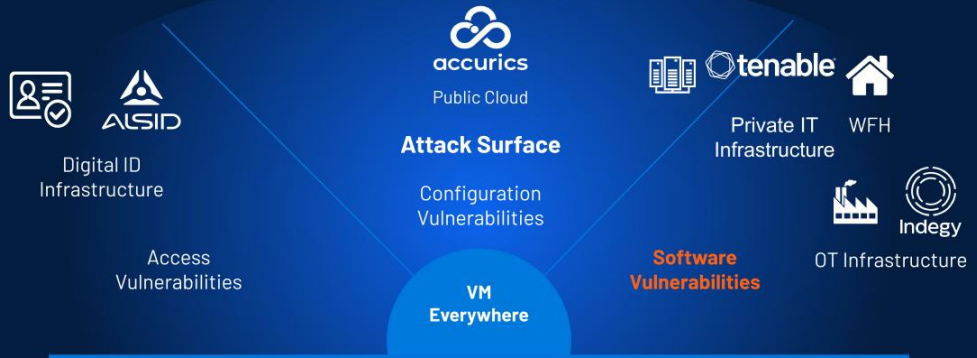 ALSID
Digital ID
Infrastructure
Access
Vulnerabilities
accurics
Public Cloud
Attack Surface
Configuration
Vulnerabilities
VM
Everywhere
tenable
Private IT
Infrastructure
WFH
Indegy
OT Infrastructure
Software
Vulnerabilities